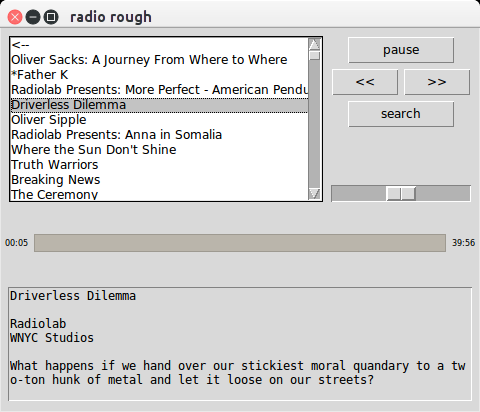 radio rough
<--
Oliver Sacks: A Journey From Where to Where
*Father K
Radiolab Presents: More Perfect - American Pendu
Driverless Dilemma
Oliver Sipple
Radiolab Presents: Anna in Somalia
Where the Sun Don't Shine
Truth Warriors
Breaking News
The Ceremony
pause
<< >>
search
00:05 39:56
Driverless Dilemma
Radiolab
WNYC Studios
What happens if we hand over our stickiest moral quandary to a tw
o-ton hunk of metal and let it loose on our streets?